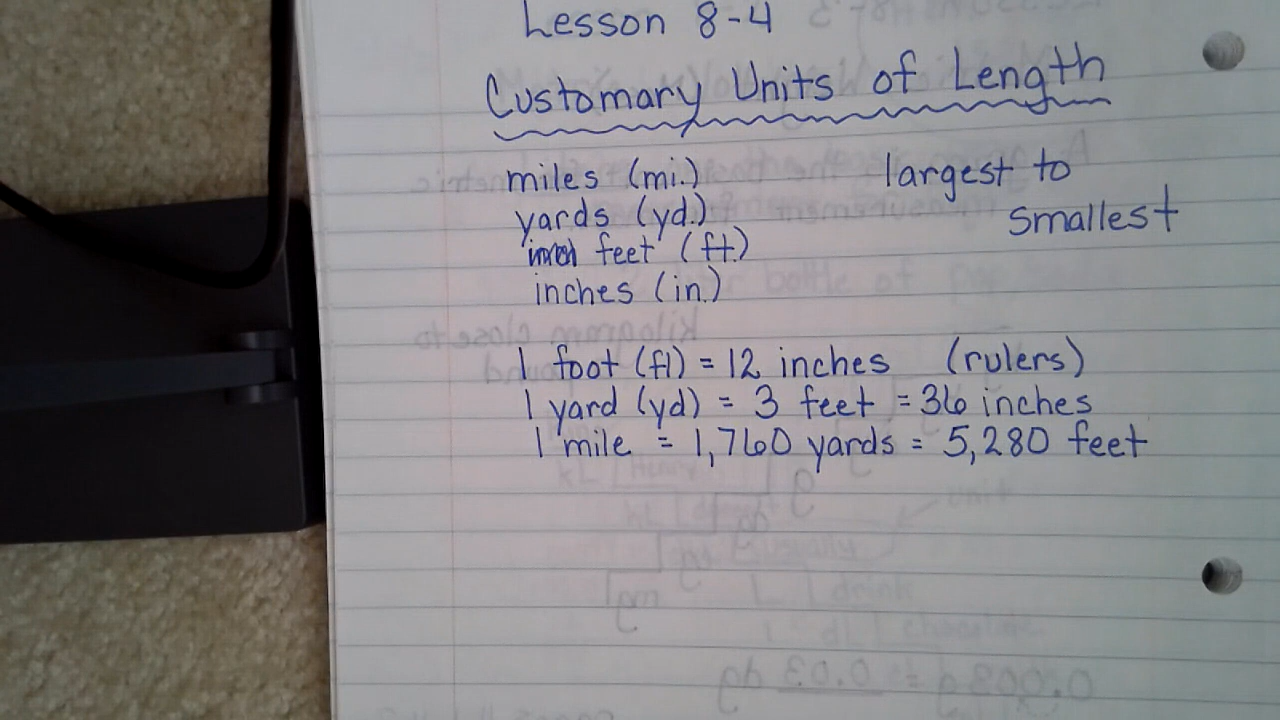 Lesson 8-4
Customary Units of Length
miles (mi.) largest to
yards (yd.) smallest
feet (ft.)
inches (in.)
1 foot (ft) = 12 inches (rulers)
1 yard (yd) = 3 feet = 36 inches
1 mile = 1,760 yards = 5,280 feet